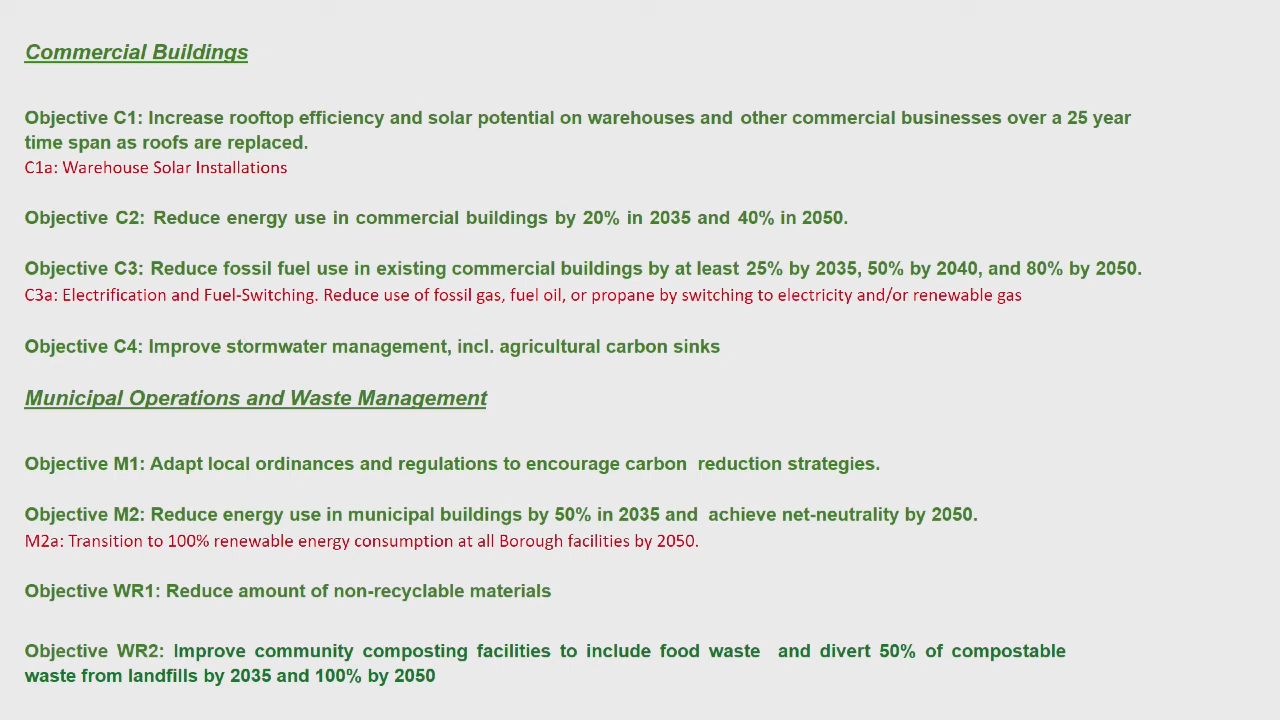 Commercial Buildings
Objective C1: Increase rooftop efficiency and solar potential on warehouses and other commercial businesses over a 25 year
time span as roofs are replaced.
C1a: Warehouse Solar Installations
Objective C2: Reduce energy use in commercial buildings by 20% in 2035 and 40% in 2050.
Objective C3: Reduce fossil fuel use in existing commercial buildings by at least 25% by 2035, 50% by 2040, and 80% by 2050.
C3a: Electrification and Fuel-Switching. Reduce use of fossil gas, fuel oil, or propane by switching to electricity and/or renewable gas
Objective C4: Improve stormwater management, incl. agricultural carbon sinks
Municipal Operations and Waste Management
Objective M1: Adapt local ordinances and regulations to encourage carbon reduction strategies.
Objective M2: Reduce energy use in municipal buildings by 50% in 2035 and achieve net-neutrality by 2050.
M2a: Transition to 100% renewable energy consumption at all Borough facilities by 2050.
Objective WR1: Reduce amount of non-recyclable materials
Objective WR2: Improve community composting facilities to include food waste and divert 50% of compostable
waste from landfills by 2035 and 100% by 2050